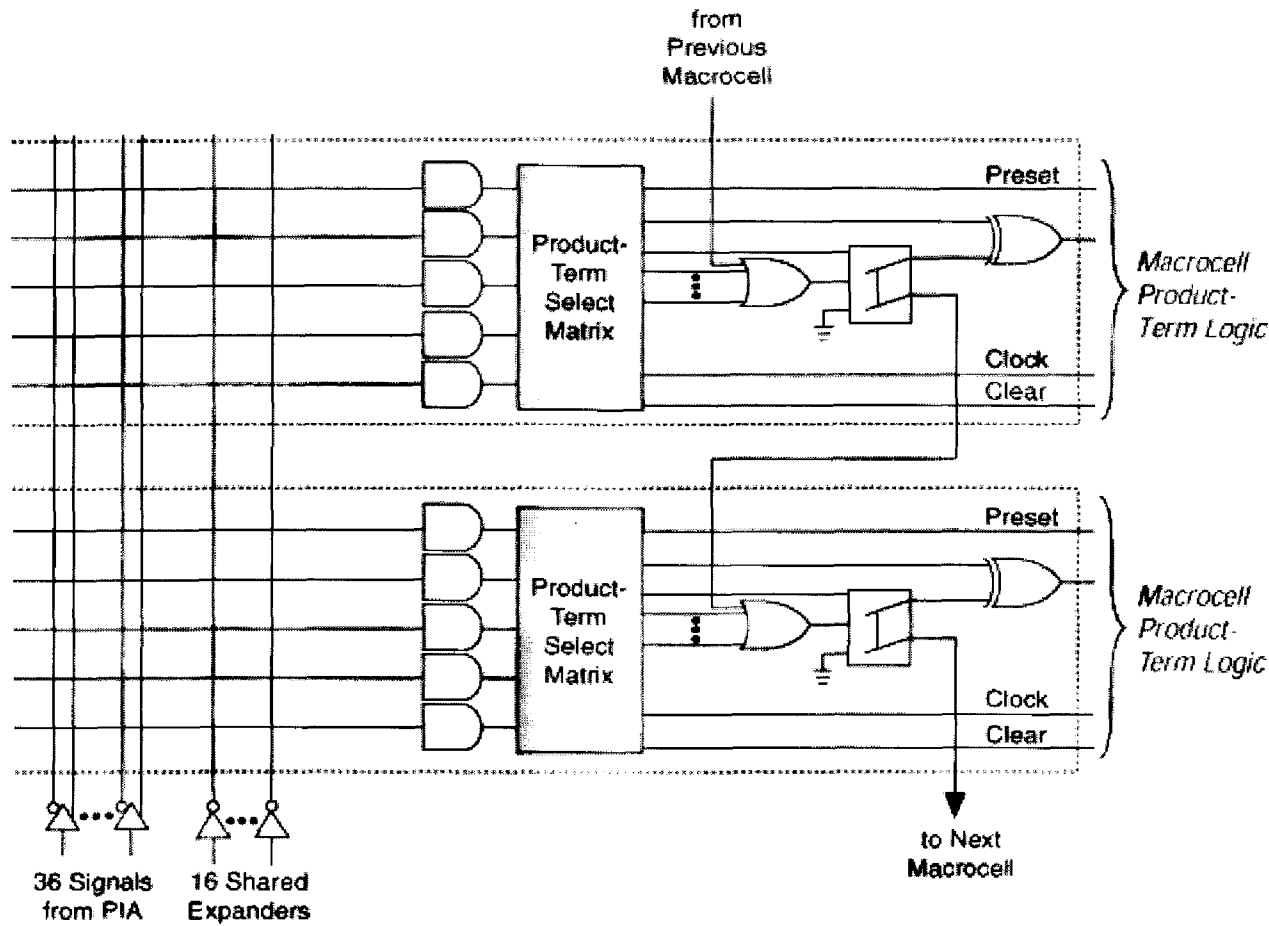 from
Previous
Macrocell
Preset
Product-
Term
Select
Matrix
Macrocell
Product-
Term Logic
Clock
Clear
Preset
Product-
Term
Select
Matrix
Macrocell
Product-
Term Logic
Clock
Clear
36 Signals
from PIA
16 Shared
Expanders
to Next
Macrocell